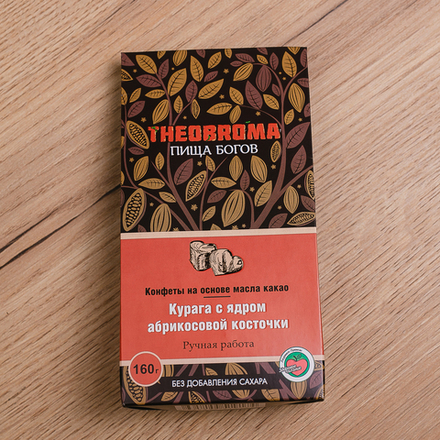 THEOBROMA
ПИЩА БОГОВ
Конфеты на основе масла какао
Курага с ядром
абрикосовой косточки
Ручная работа
160г
БЕЗ ДОБАВЛЕНИЯ САХАРА